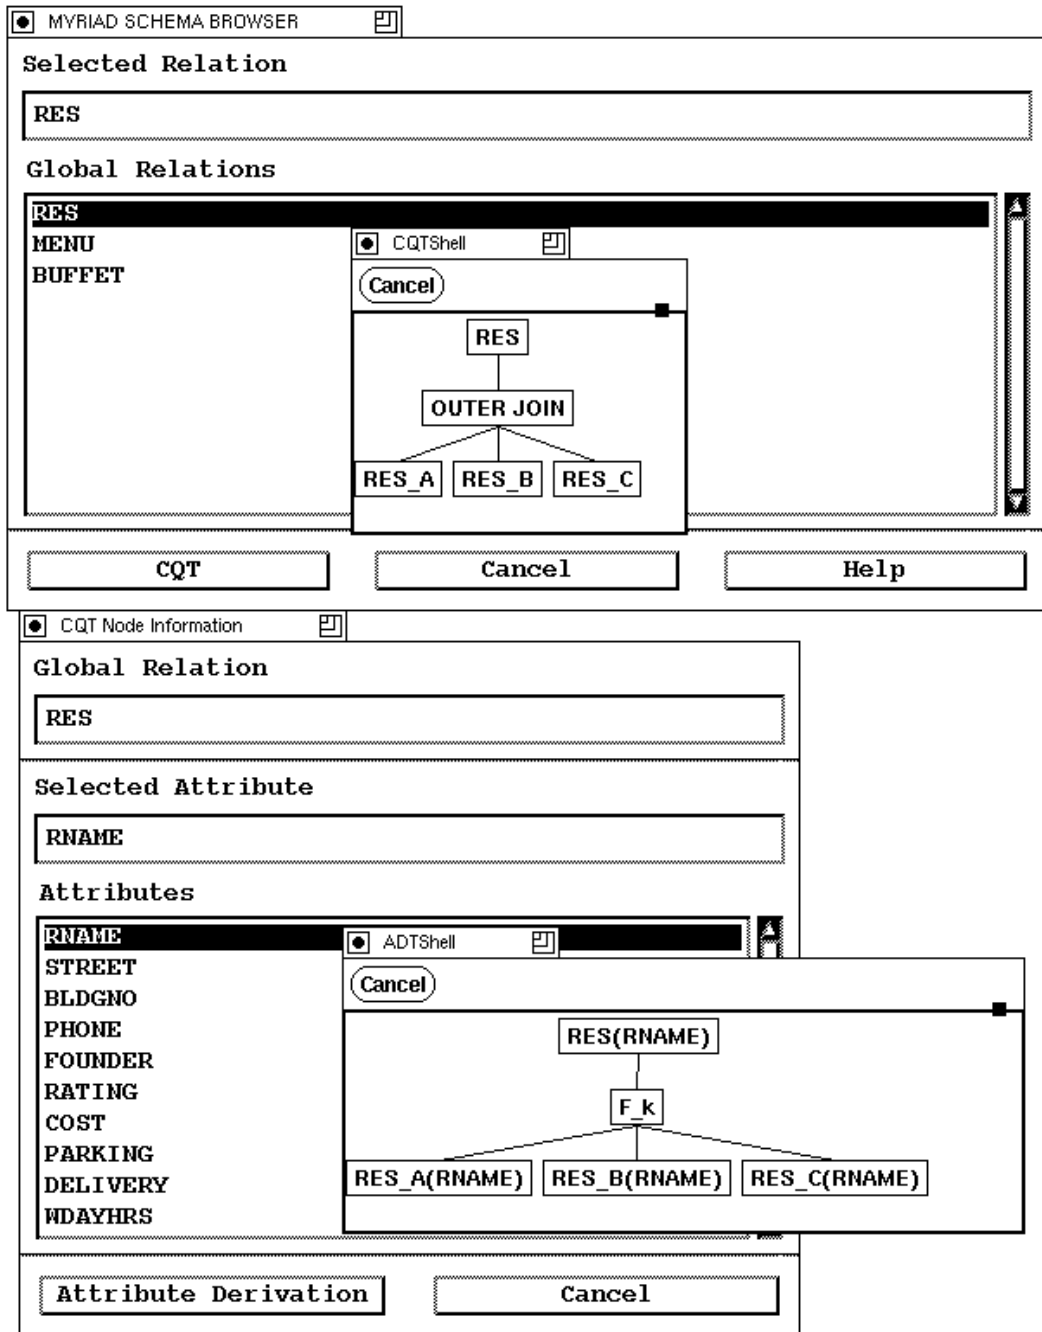 MYRIAD SCHEMA BROWSER
Selected Relation
RES
Global Relations
RES
MENU
BUFFET
CQTShell
Cancel
RES
OUTER JOIN
RES_A RES_B RES_C
CQT Cancel Help
CQT Node Information
Global Relation
RES
Selected Attribute
RNAME
Attributes
RNAME
STREET
BLDGNO
PHONE
FOUNDER
RATING
COST
PARKING
DELIVERY
WDAYHRS
ADTShell
Cancel
RES(RNAME)
F_k
RES_A(RNAME) RES_B(RNAME) RES_C(RNAME)
Attribute Derivation Cancel